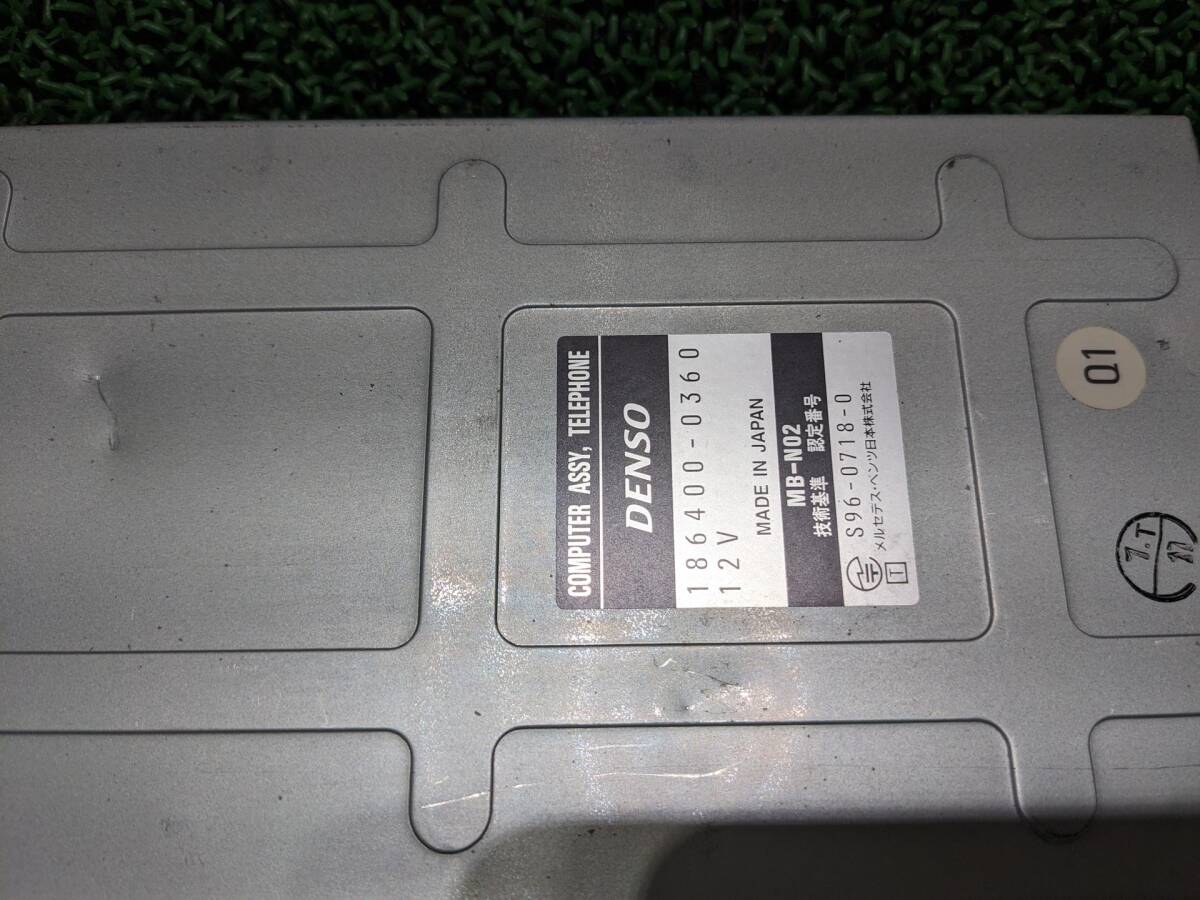 COMPUTER ASSY, TELEPHONE
DENSO
186400-0360
12V
MADE IN JAPAN
MB-N02
技術基準 認定番号
T S96-0718-0
メルセデス・ベンツ日本株式会社
Q1
7.T
17